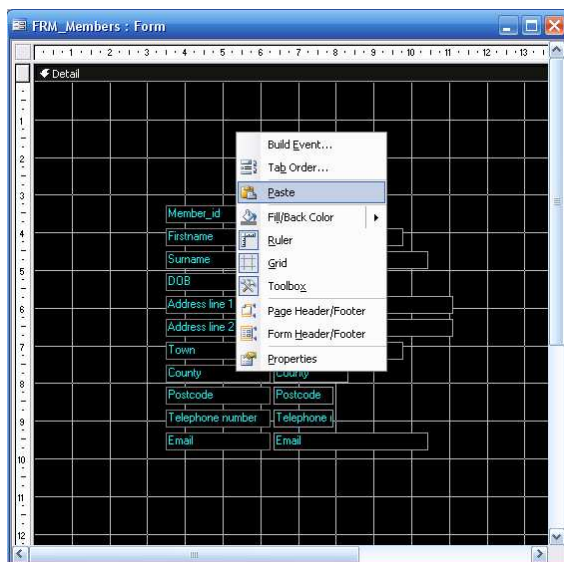 FRM_Members : Form
1 2 3 4 5 6 7 8 9 10 11 12 13
Detail
1
2
3
4
5
6
7
8
9
10
11
12
Build Event...
Tab Order...
Paste
Fill/Back Color
Ruler
Grid
Toolbox
Page Header/Footer
Form Header/Footer
Properties
Member_id
Firstname
Surname
DOB
Address line 1
Address line 2
Town
County County
Postcode Postcode
Telephone number Telephone
Email Email